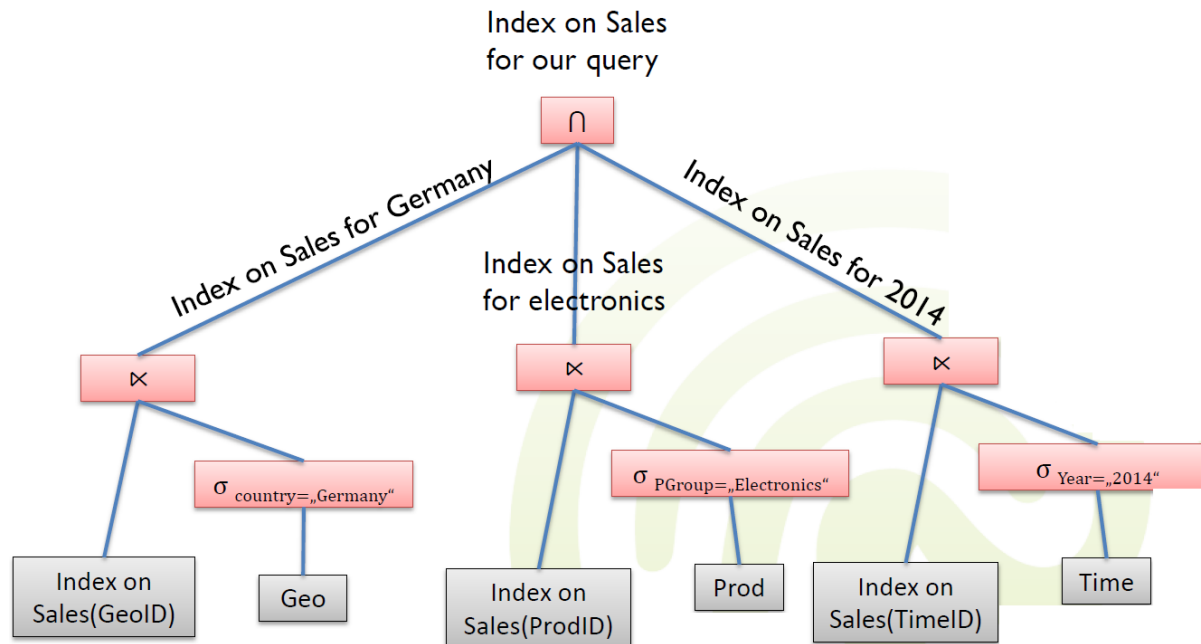 Index on Sales
for our query
∩
Index on Sales for Germany
Index on Sales
for electronics
Index on Sales for 2014
⋉
⋉
⋉
σ country=„Germany“
σ PGroup=„Electronics“
σ Year=„2014“
Index on
Sales(GeoID)
Geo
Index on
Sales(ProdID)
Prod
Index on
Sales(TimeID)
Time